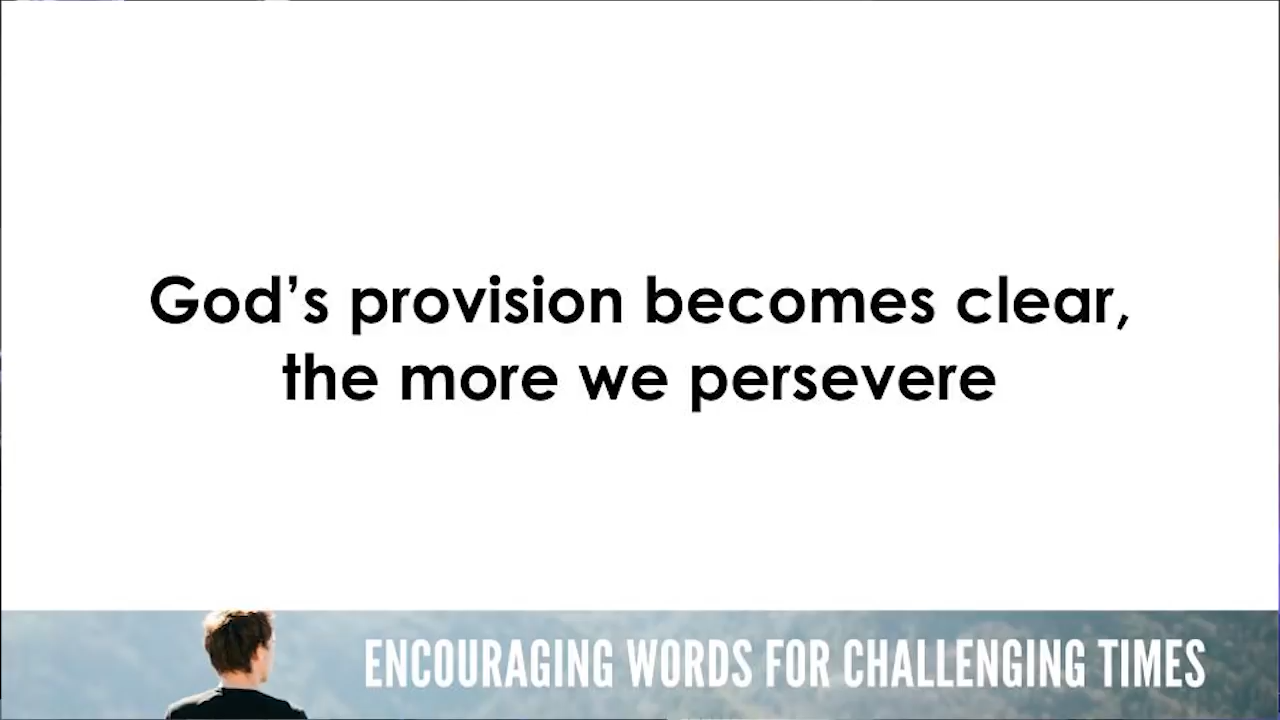 God’s provision becomes clear,
the more we persevere
ENCOURAGING WORDS FOR CHALLENGING TIMES